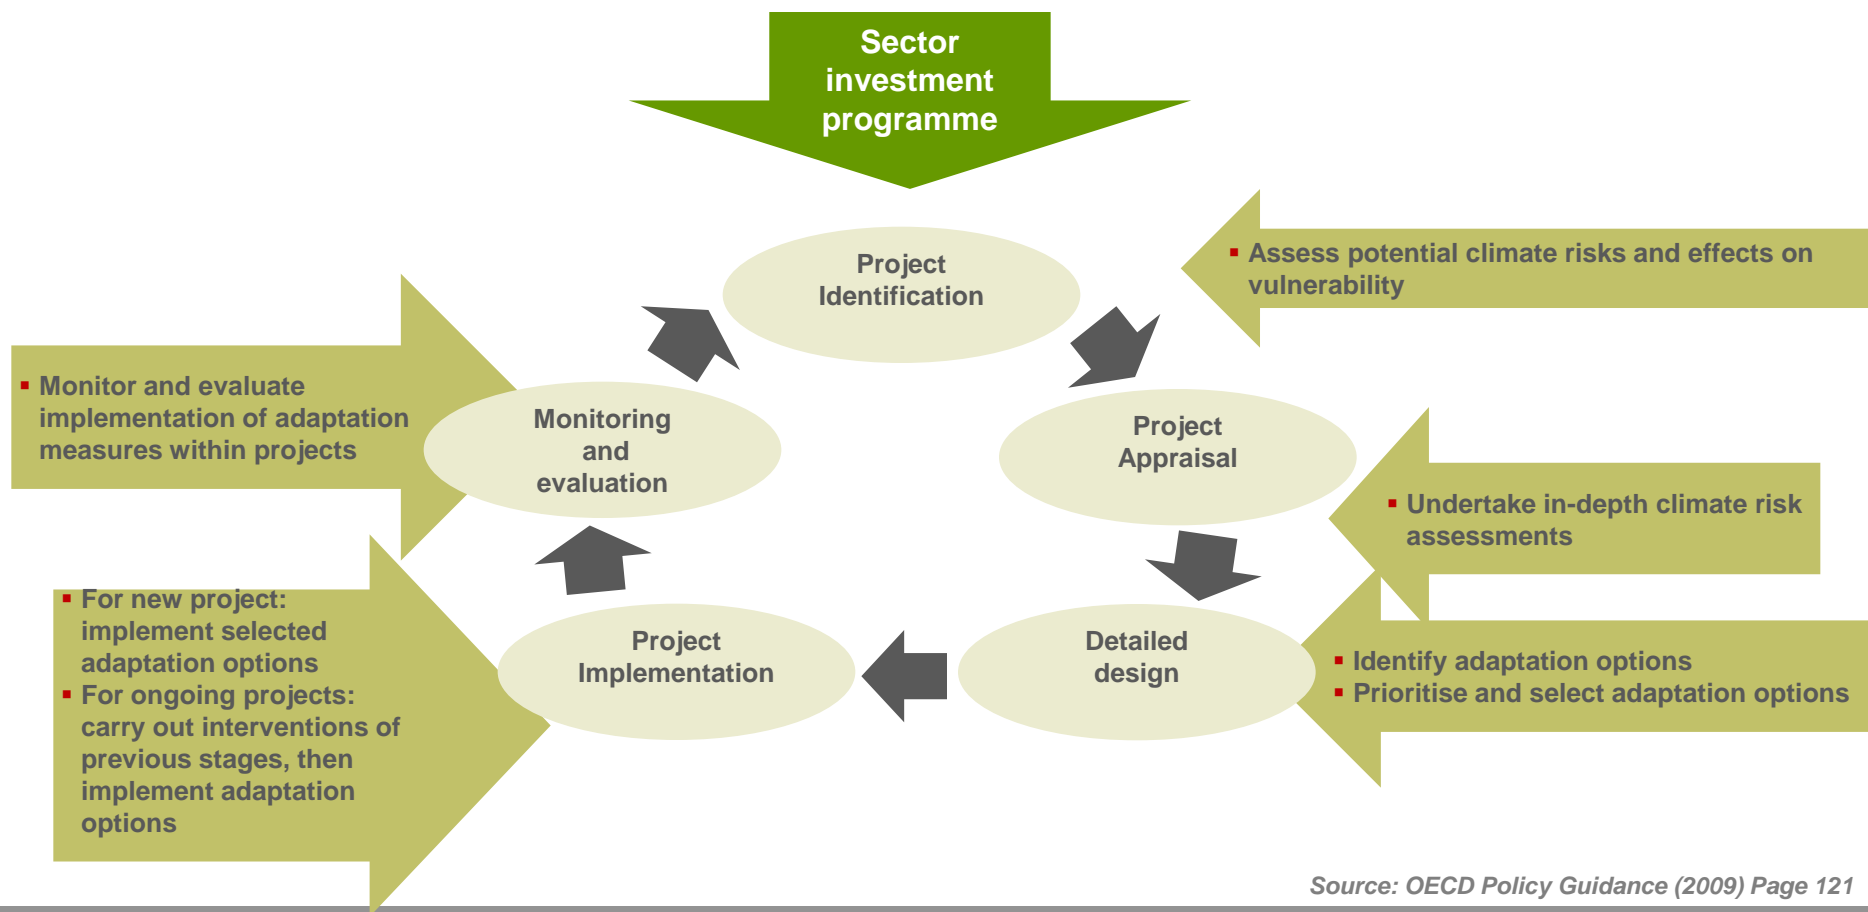 Sector
investment
programme
Project
Identification
▪ Assess potential climate risks and effects on
vulnerability
▪ Monitor and evaluate
implementation of adaptation
measures within projects
Monitoring
and
evaluation
Project
Appraisal
▪ Undertake in-depth climate risk
assessments
▪ For new project:
implement selected
adaptation options
▪ For ongoing projects:
carry out interventions of
previous stages, then
implement adaptation
options
Project
Implementation
Detailed
design
▪ Identify adaptation options
▪ Prioritise and select adaptation options
Source: OECD Policy Guidance (2009) Page 121